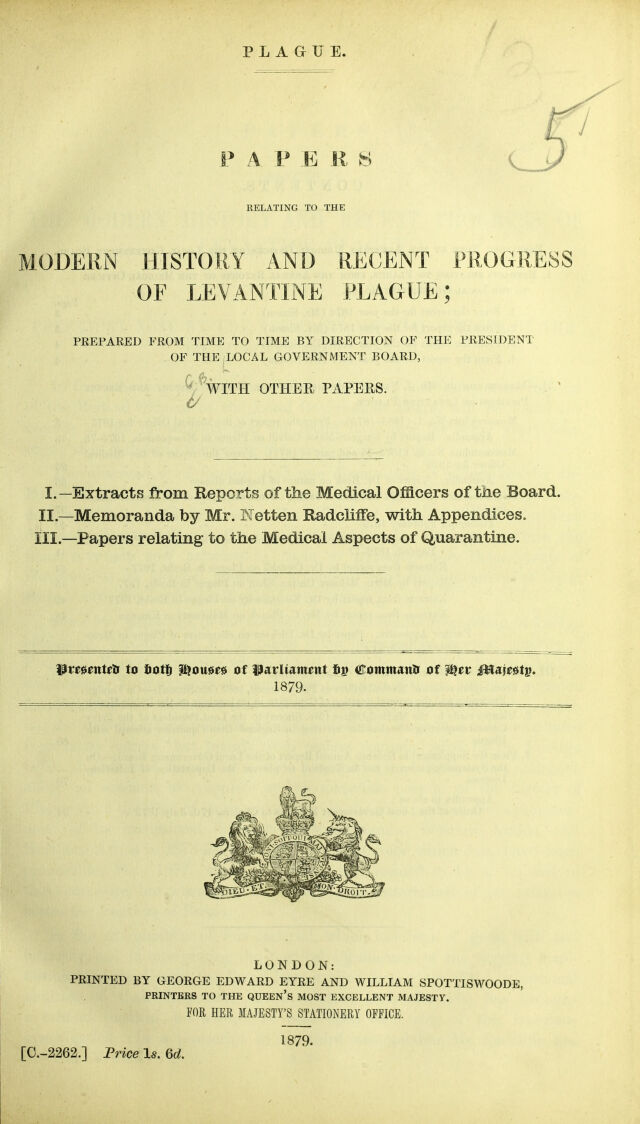 PLAGUE.
5
PAPERS
RELATING TO THE
MODERN HISTORY AND RECENT PROGRESS
OF LEVANTINE PLAGUE;
PREPARED FROM TIME TO TIME BY DIRECTION OF THE PRESIDENT
OF THE LOCAL GOVERNMENT BOARD,
WITH OTHER PAPERS.
I.—Extracts from Reports of the Medical Officers of the Board.
II.—Memoranda by Mr. Netten Radcliffe, with Appendices.
III.—Papers relating to the Medical Aspects of Quarantine.
Presented to both Houses of Parliament by Command of Her Majesty.
1879.
DIEU·ET·MON·DROIT.
LONDON:
PRINTED BY GEORGE EDWARD EYRE AND WILLIAM SPOTTISWOODE,
PRINTERS TO THE QUEEN'S MOST EXCELLENT MAJESTY.
FOR HER MAJESTY'S STATIONERY OFFICE.
1879.
[C.-2262.] Price 1s. 6d.